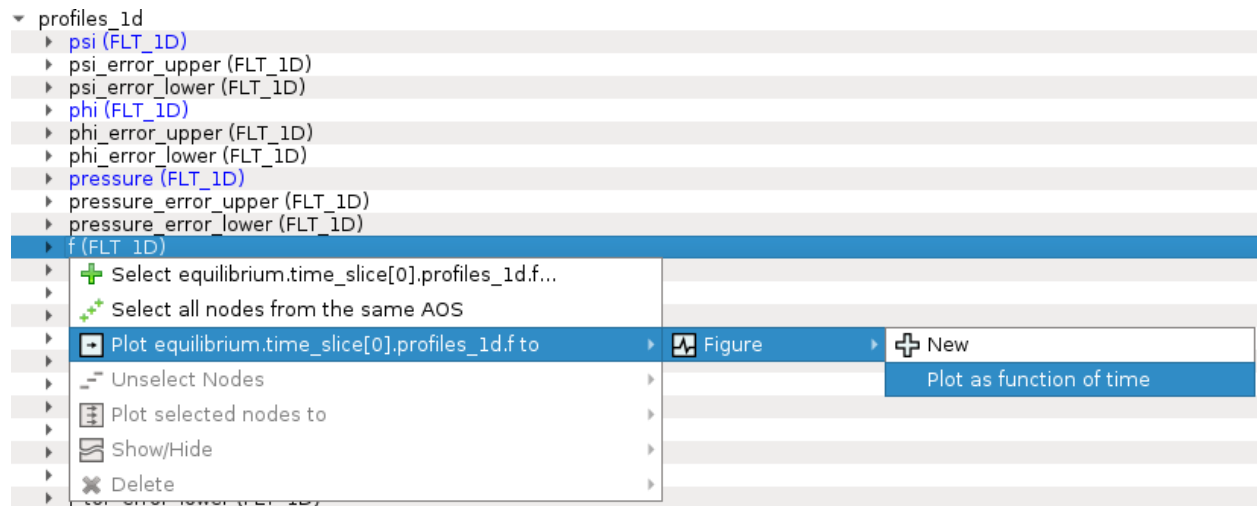 profiles_1d
psi (FLT_1D)
psi_error_upper (FLT_1D)
psi_error_lower (FLT_1D)
phi (FLT_1D)
phi_error_upper (FLT_1D)
phi_error_lower (FLT_1D)
pressure (FLT_1D)
pressure_error_upper (FLT_1D)
pressure_error_lower (FLT_1D)
f (FLT_1D)
Select equilibrium.time_slice[0].profiles_1d.f...
Select all nodes from the same AOS
Plot equilibrium.time_slice[0].profiles_1d.f to Figure New
Unselect Nodes Plot as function of time
Plot selected nodes to
Show/Hide
Delete